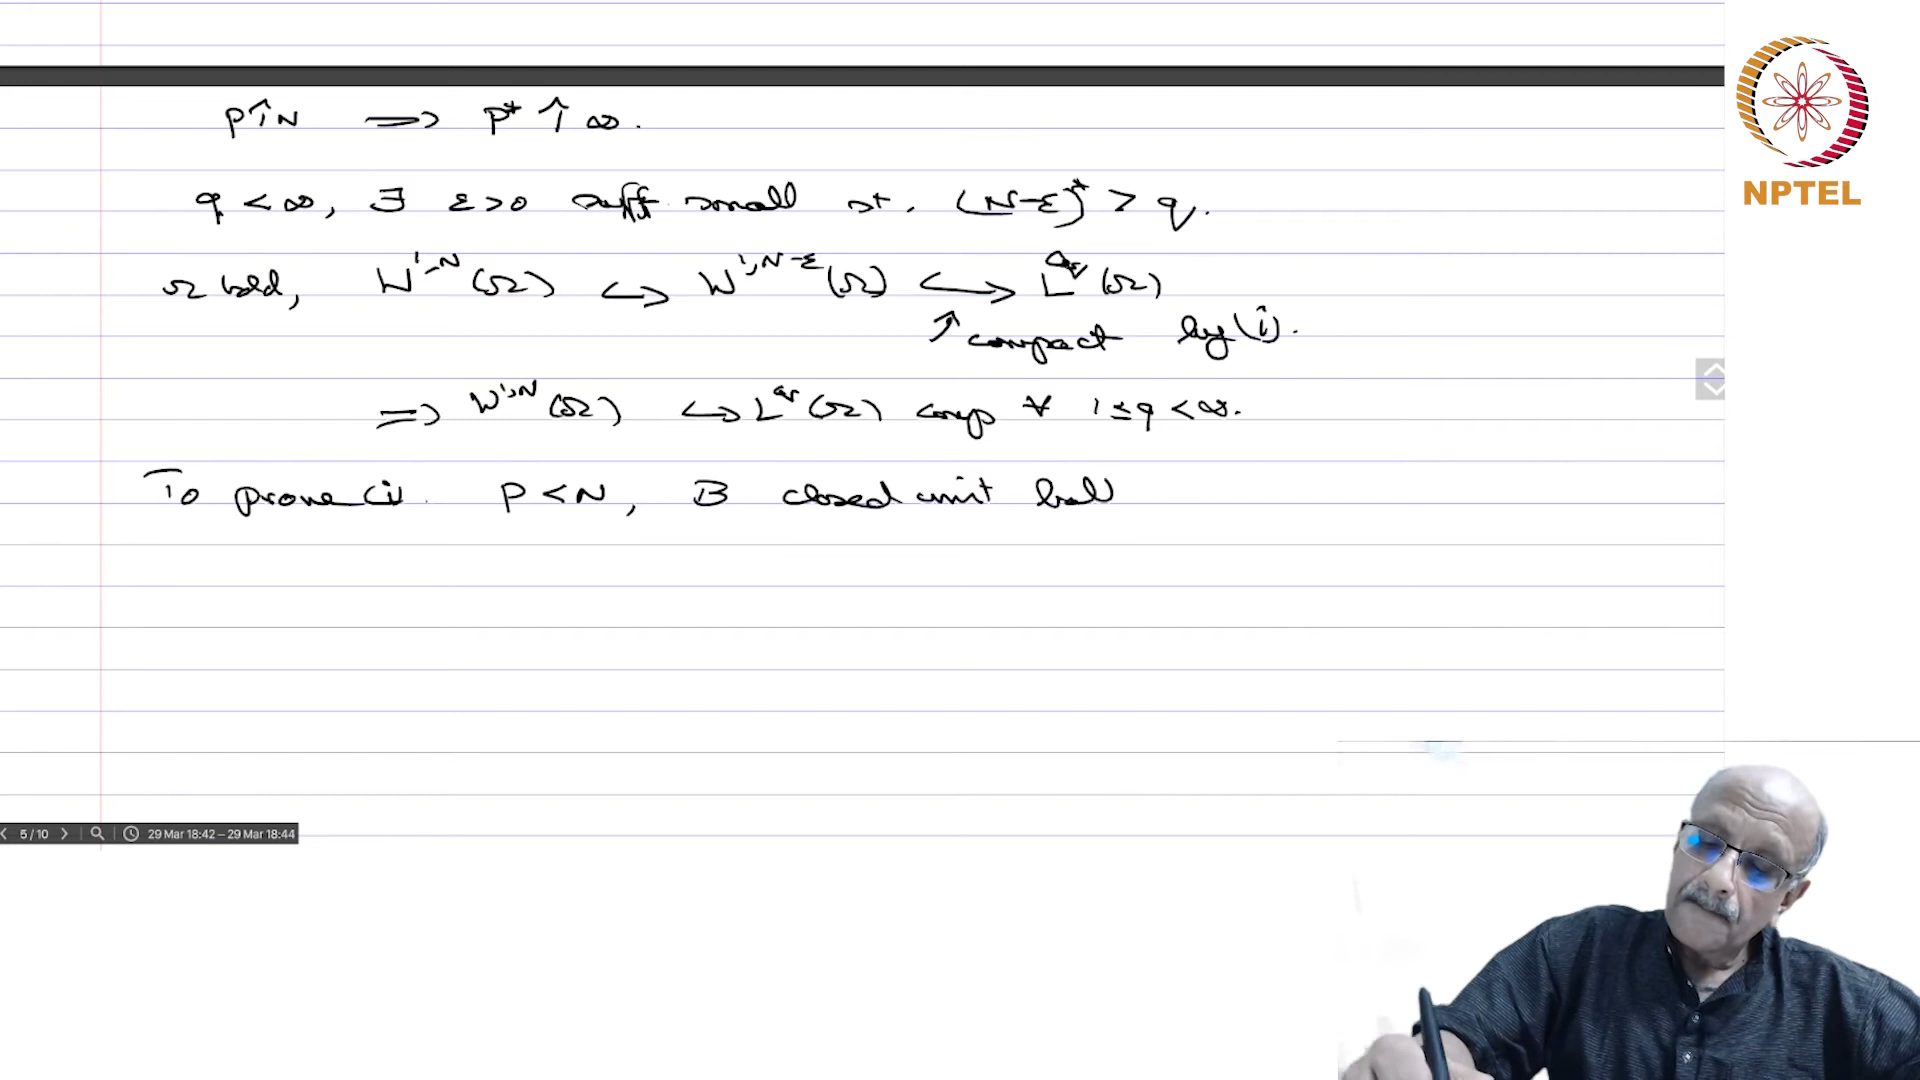 p↑N ⟹ p* ↑ ∞.
q < ∞, ∃ ε>0 suff. small st. (N-ε)* > q.
Ω bdd, W^{1,N}(Ω) ↪ W^{1,N-ε}(Ω) ↪ L^q(Ω)
↗ compact by (i).
⟹ W^{1,N}(Ω) ↪ L^q(Ω) comp ∀ 1≤q<∞.
To prove (i). P<N, B closed unit ball
NPTEL
5/10 29 Mar 18:42 – 29 Mar 18:44